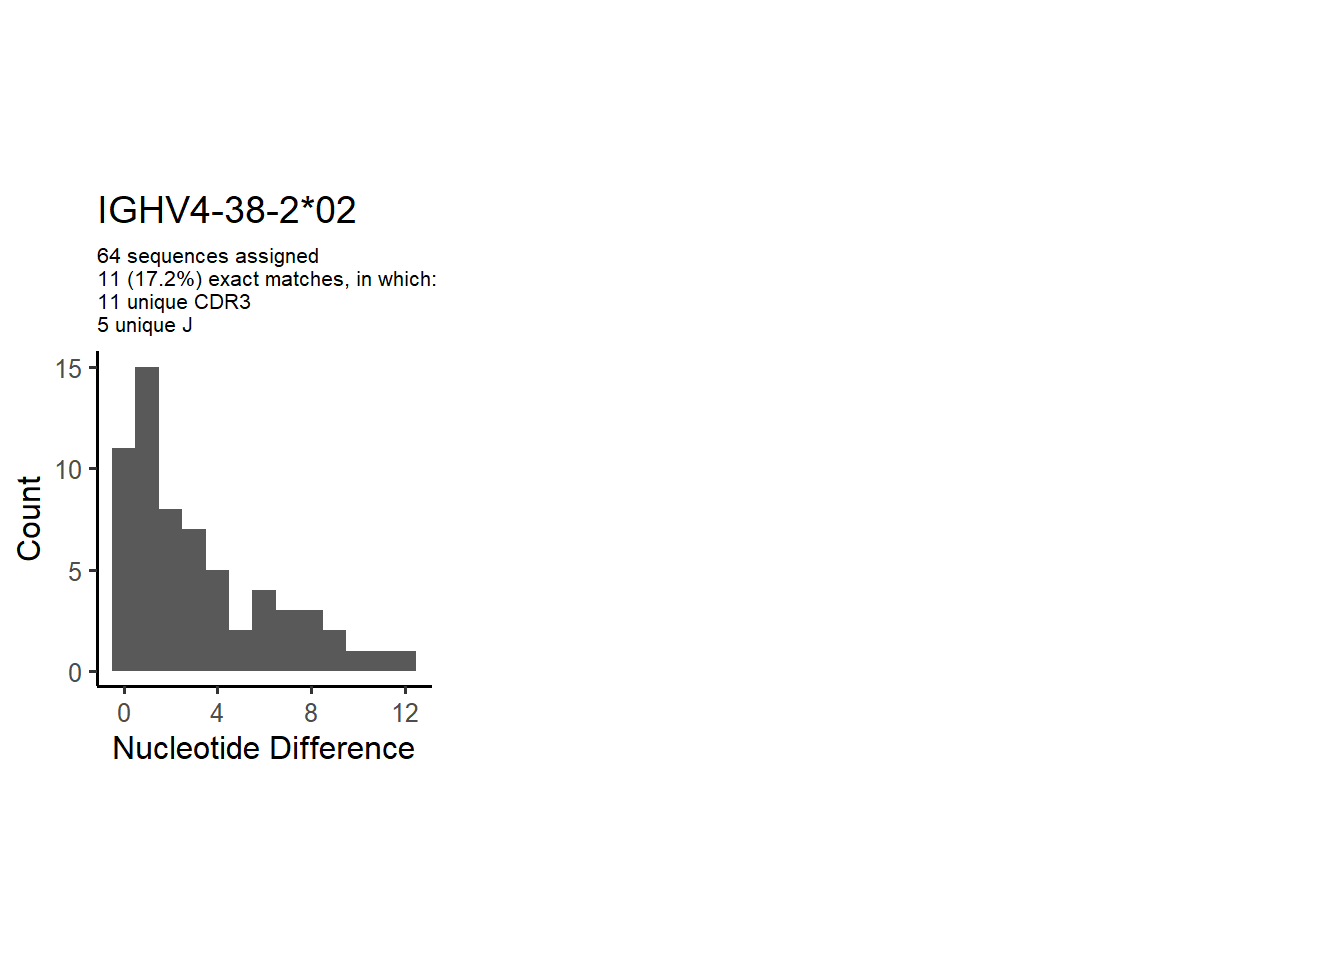 IGHV4-38-2*02
64 sequences assigned
11 (17.2%) exact matches, in which:
11 unique CDR3
5 unique J
15
10
5
0
Count
0 4 8 12
Nucleotide Difference